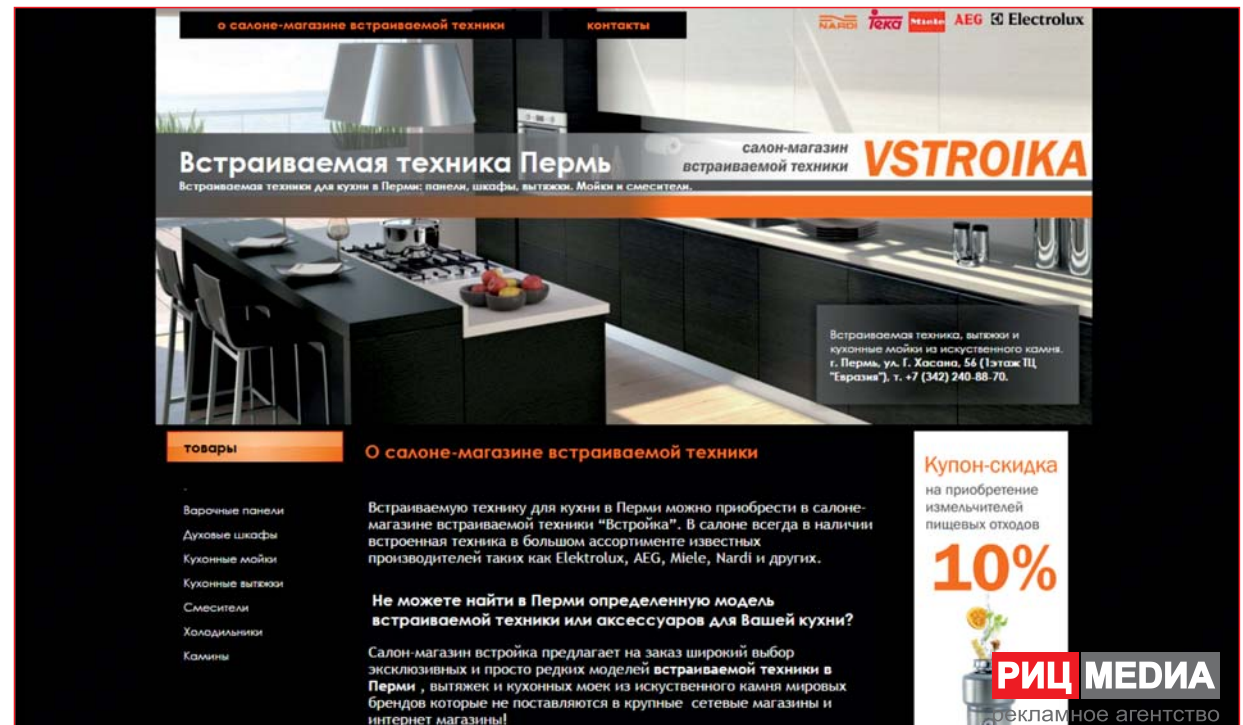 о салоне-магазине встраиваемой техники
контакты
NARDI Teka Miele AEG Electrolux
Встраиваемая техника Пермь
Встраиваемая техники для кухни в Перми: панели, шкафы, вытяжки. Мойки и смесители.
салон-магазин
встраиваемой техники
VSTROIKA
Встраиваемая техника, вытяжки и
кухонные мойки из искуственного камня.
г. Пермь, ул. Г. Хасана, 56 (1этаж ТЦ
"Евразия"), т. +7 (342) 240-88-70.
товары
Варочные панели
Духовые шкафы
Кухонные мойки
Кухонные вытяжки
Смесители
Холодильники
Камины
О салоне-магазине встраиваемой техники
Встраиваемую технику для кухни в Перми можно приобрести в салоне-
магазине встраиваемой техники “Встройка”. В салоне всегда в наличии
встроенная техника в большом ассортименте известных
производителей таких как Elektrolux, AEG, Miele, Nardi и других.
Не можете найти в Перми определенную модель
встраиваемой техники или аксессуаров для Вашей кухни?
Салон-магазин встройка предлагает на заказ широкий выбор
эксклюзивных и просто редких моделей встраиваемой техники в
Перми , вытяжек и кухонных моек из искуственного камня мировых
брендов которые не поставляются в крупные сетевые магазины и
интернет магазины!
Купон-скидка
на приобретение
измельчителей
пищевых отходов
10%
РИЦ МЕДИА
рекламное агентство